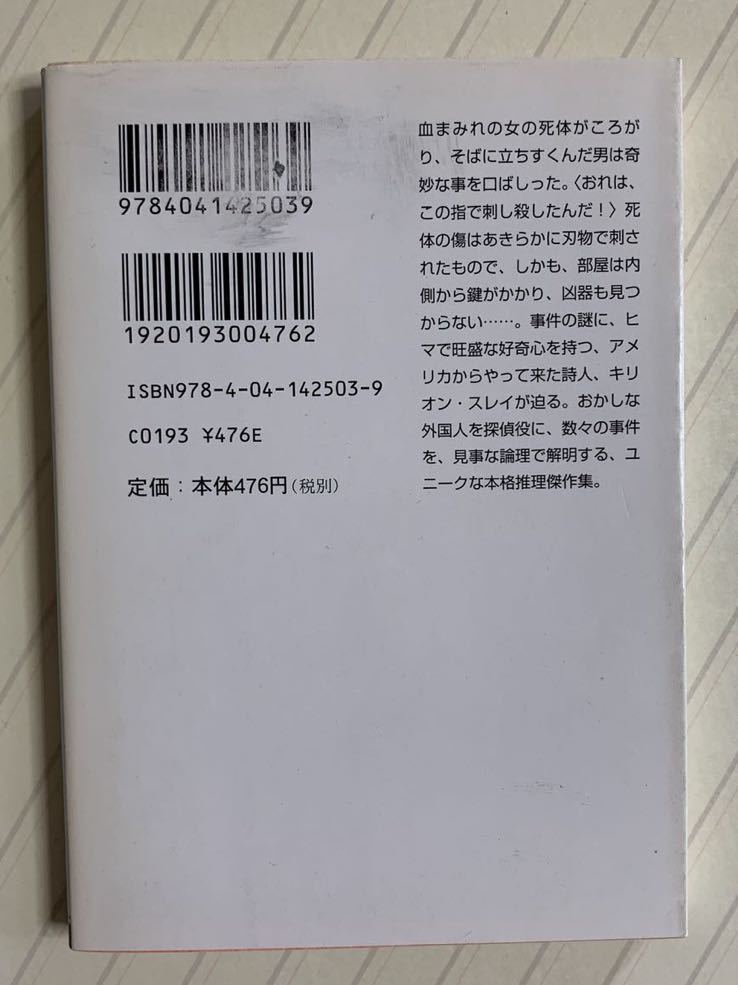 9784041425039
1920193004762
ISBN978-4-04-142503-9
C0193 ¥476E
定価：本体476円（税別）
血まみれの女の死体がころが
り、そばに立ちすくんだ男は奇
妙な事を口ばしった。〈おれは、
この指で刺し殺したんだ！〉死
体の傷はあきらかに刃物で刺さ
れたもので、しかも、部屋は内
側から鍵がかかり、凶器も見つ
からない……。事件の謎に、ヒ
マで旺盛な好奇心を持つ、アメ
リカからやって来た詩人、キリ
オン・スレイが迫る。おかしな
外国人を探偵役に、数々の事件
を、見事な論理で解明する、ユ
ニークな本格推理傑作集。